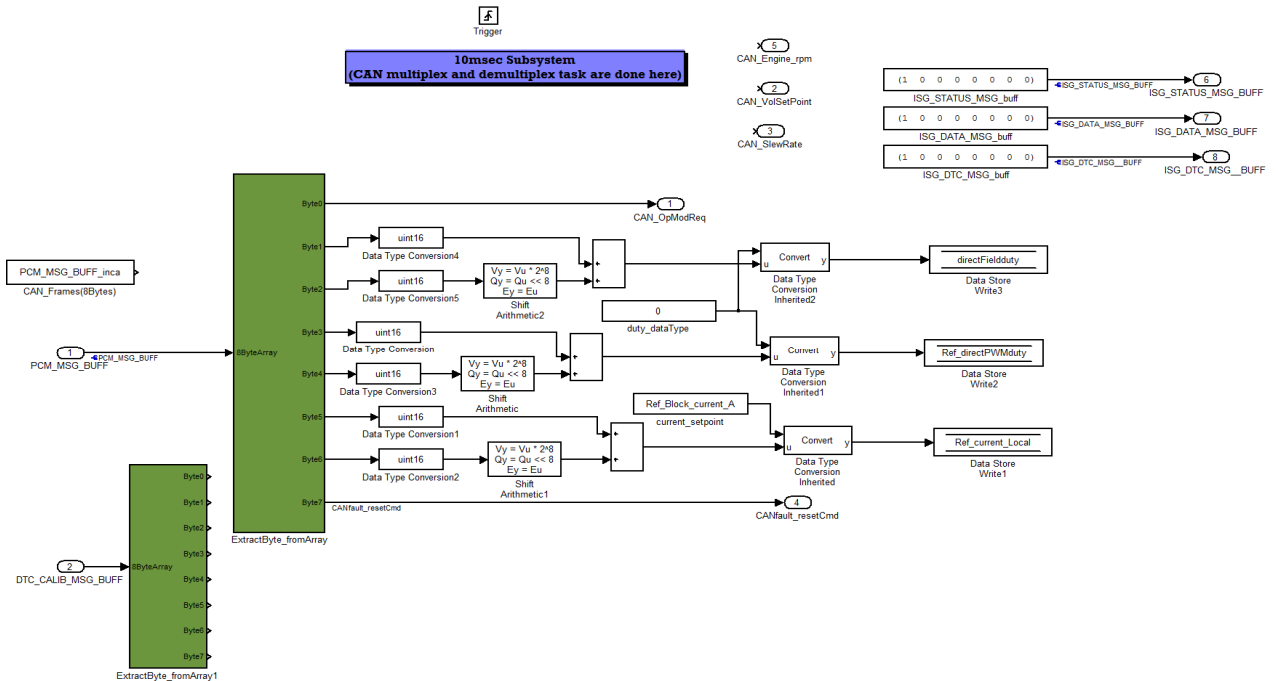 Trigger
10msec Subsystem
(CAN multiplex and demultiplex task are done here)
5
CAN_Engine_rpm
2
CAN_VolSetPoint
3
CAN_SlewRate
(1 0 0 0 0 0 0 0)
ISG_STATUS_MSG_buff
ISG_STATUS_MSG_BUFF
6
ISG_STATUS_MSG_BUFF
(1 0 0 0 0 0 0 0)
ISG_DATA_MSG_buff
ISG_DATA_MSG_BUFF
7
ISG_DATA_MSG_BUFF
(1 0 0 0 0 0 0 0)
ISG_DTC_MSG_buff
ISG_DTC_MSG__BUFF
8
ISG_DTC_MSG__BUFF
PCM_MSG_BUFF_inca
CAN_Frames(8Bytes)
1
PCM_MSG_BUFF
PCM_MSG_BUFF
8ByteArray
Byte0
Byte1
Byte2
Byte3
Byte4
Byte5
Byte6
Byte7
ExtractByte_fromArray
CANfault_resetCmd
1
CAN_OpModReq
uint16
Data Type Conversion4
uint16
Data Type Conversion5
Vy = Vu * 2^8
Qy = Qu << 8
Ey = Eu
Shift
Arithmetic2
+
+
uint16
Data Type Conversion
uint16
Data Type Conversion3
Vy = Vu * 2^8
Qy = Qu << 8
Ey = Eu
Shift
Arithmetic
+
+
uint16
Data Type Conversion1
uint16
Data Type Conversion2
Vy = Vu * 2^8
Qy = Qu << 8
Ey = Eu
Shift
Arithmetic1
+
+
0
duty_dataType
Ref_Block_current_A
current_setpoint
u
Convert
y
Data Type
Conversion
Inherited2
u
Convert
y
Data Type
Conversion
Inherited1
u
Convert
y
Data Type
Conversion
Inherited
directFieldduty
Data Store
Write3
Ref_directPWMduty
Data Store
Write2
Ref_current_Local
Data Store
Write1
4
CANfault_resetCmd
2
DTC_CALIB_MSG_BUFF
8ByteArray
Byte0
Byte1
Byte2
Byte3
Byte4
Byte5
Byte6
Byte7
ExtractByte_fromArray1